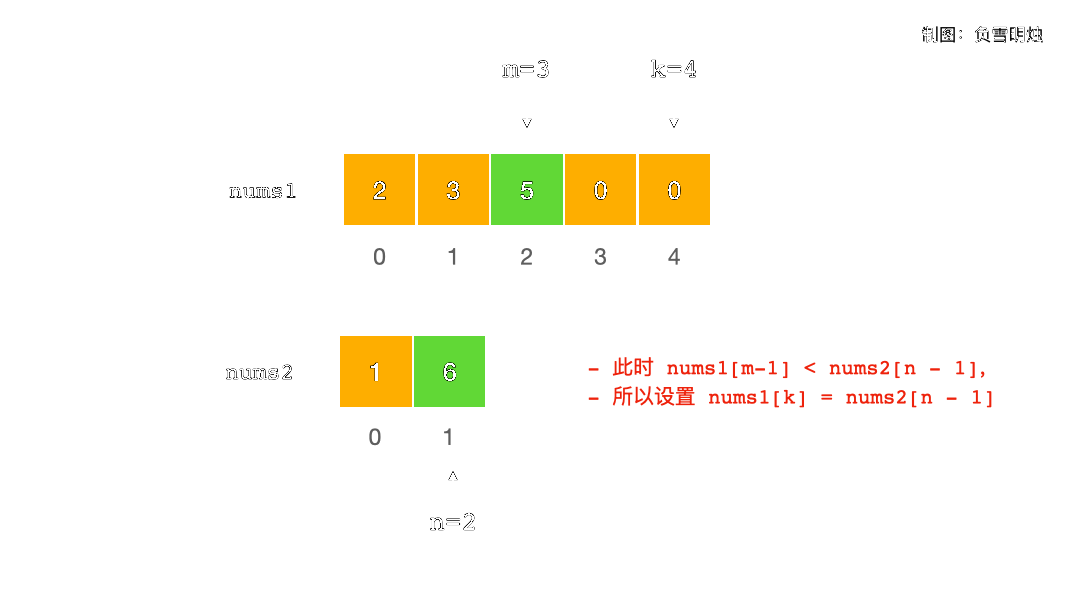 制图：负雪明烛
m=3 k=4
nums1 2 3 5 0 0
0 1 2 3 4
nums2 1 6
- 此时 nums1[m-1] < nums2[n - 1],
- 所以设置 nums1[k] = nums2[n - 1]
0 1
n=2